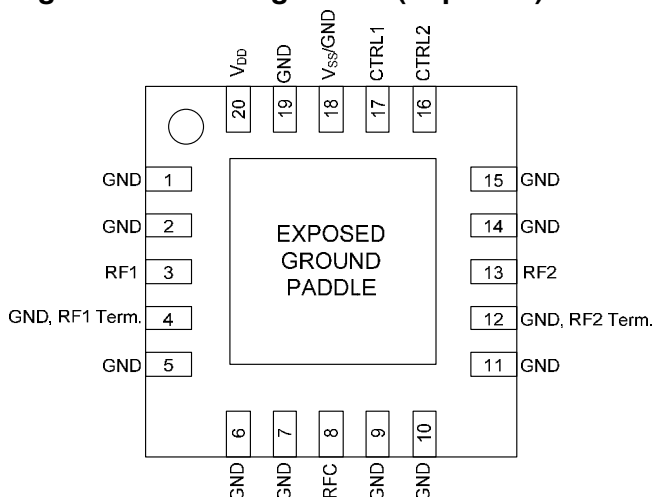 V_DD
GND
V_SS/GND
CTRL1
CTRL2
20
19
18
17
16
GND 1
15 GND
GND 2
14 GND
RF1 3
13 RF2
GND, RF1 Term. 4
12 GND, RF2 Term.
GND 5
11 GND
EXPOSED
GROUND
PADDLE
6
7
8
9
10
GND
GND
RFC
GND
GND